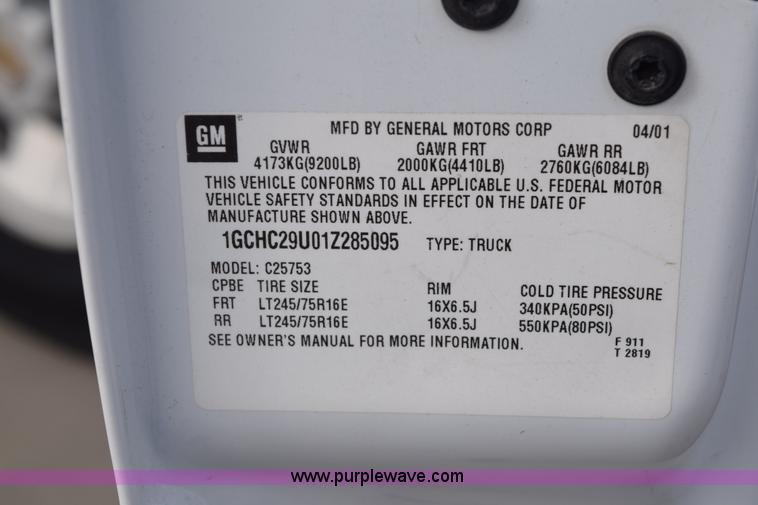 GM
MFD BY GENERAL MOTORS CORP 04/01
GVWR GAWR FRT GAWR RR
4173KG(9200LB) 2000KG(4410LB) 2760KG(6084LB)
THIS VEHICLE CONFORMS TO ALL APPLICABLE U.S. FEDERAL MOTOR
VEHICLE SAFETY STANDARDS IN EFFECT ON THE DATE OF
MANUFACTURE SHOWN ABOVE.
1GCHC29U01Z285095 TYPE: TRUCK
MODEL: C25753
CPBE TIRE SIZE RIM COLD TIRE PRESSURE
FRT LT245/75R16E 16X6.5J 340KPA(50PSI)
RR LT245/75R16E 16X6.5J 550KPA(80PSI)
SEE OWNER'S MANUAL FOR MORE INFORMATION.
F 911
T 2819
www.purplewave.com